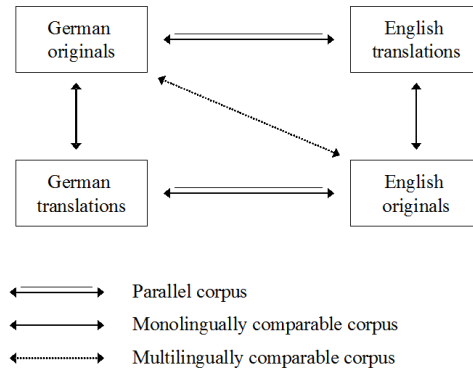 German
originals
English
translations
German
translations
English
originals
Parallel corpus
Monolingually comparable corpus
Multilingually comparable corpus